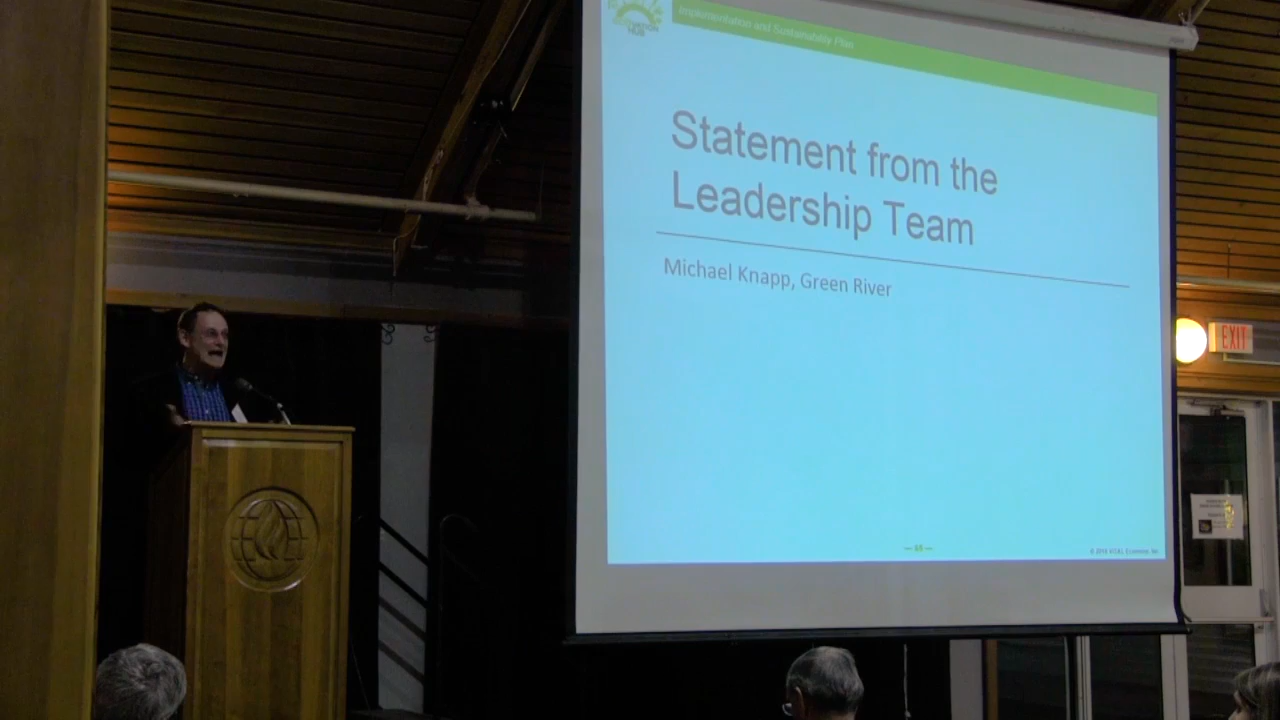 Implementation and Sustainability Plan
Statement from the
Leadership Team
Michael Knapp, Green River
EXIT